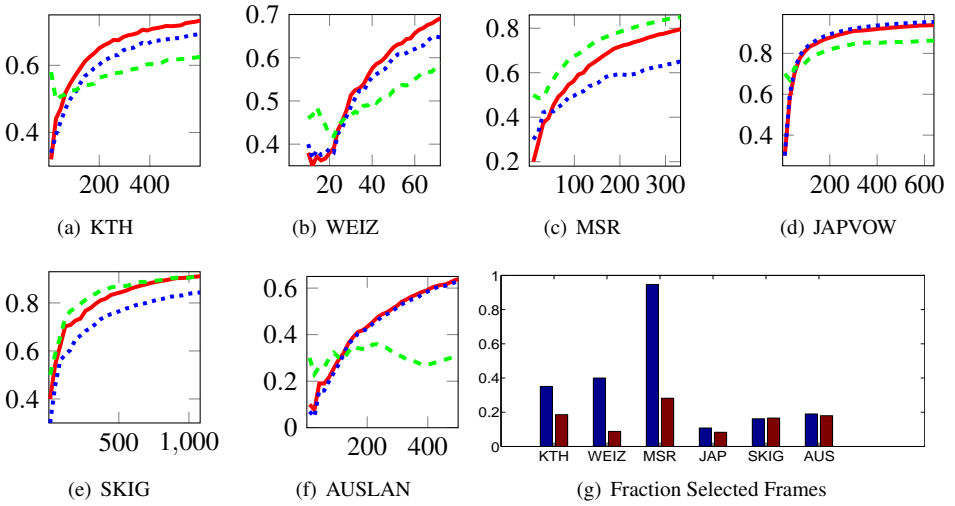 0.6
0.4
200 400
(a) KTH
0.7
0.6
0.5
0.4
20 40 60
(b) WEIZ
0.8
0.6
0.4
0.2
100 200 300
(c) MSR
0.8
0.6
0.4
200 400 600
(d) JAPVOW
0.8
0.6
0.4
500 1,000
(e) SKIG
0.6
0.4
0.2
0
200 400
(f) AUSLAN
1
0.8
0.6
0.4
0.2
0
KTH WEIZ MSR JAP SKIG AUS
(g) Fraction Selected Frames